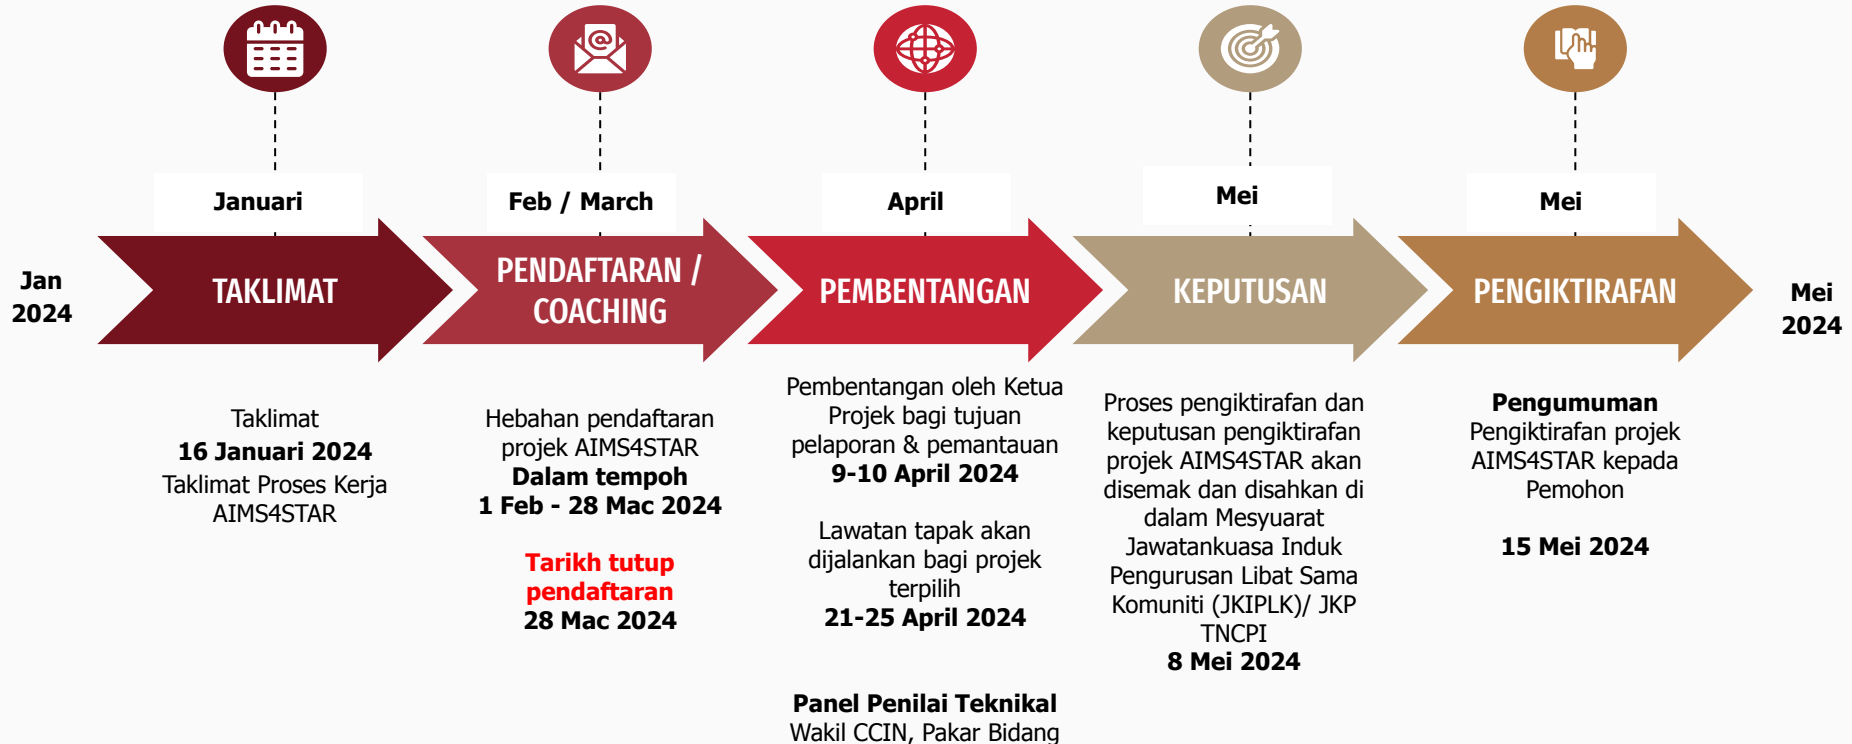 Jan
2024
Januari
TAKLIMAT
Taklimat
16 Januari 2024
Taklimat Proses Kerja
AIMS4STAR
Feb / March
PENDAFTARAN /
COACHING
Hebahan pendaftaran
projek AIMS4STAR
Dalam tempoh
1 Feb - 28 Mac 2024
Tarikh tutup
pendaftaran
28 Mac 2024
April
PEMBENTANGAN
Pembentangan oleh Ketua
Projek bagi tujuan
pelaporan & pemantauan
9-10 April 2024
Lawatan tapak akan
dijalankan bagi projek
terpilih
21-25 April 2024
Panel Penilai Teknikal
Wakil CCIN, Pakar Bidang
Mei
KEPUTUSAN
Proses pengiktirafan dan
keputusan pengiktirafan
projek AIMS4STAR akan
disemak dan disahkan di
dalam Mesyuarat
Jawatankuasa Induk
Pengurusan Libat Sama
Komuniti (JKIPLK)/ JKP
TNCPI
8 Mei 2024
Mei
PENGIKTIRAFAN
Pengumuman
Pengiktirafan projek
AIMS4STAR kepada
Pemohon
15 Mei 2024
Mei
2024